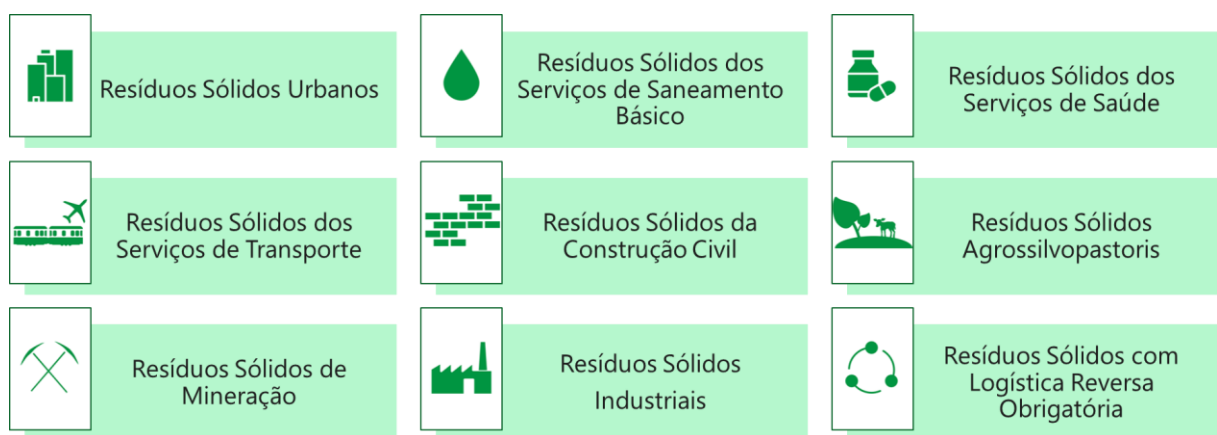 Resíduos Sólidos Urbanos
Resíduos Sólidos dos
Serviços de Saneamento
Básico
Resíduos Sólidos dos
Serviços de Saúde
Resíduos Sólidos dos
Serviços de Transporte
Resíduos Sólidos da
Construção Civil
Resíduos Sólidos
Agrossilvopastoris
Resíduos Sólidos de
Mineração
Resíduos Sólidos
Industriais
Resíduos Sólidos com
Logística Reversa
Obrigatória